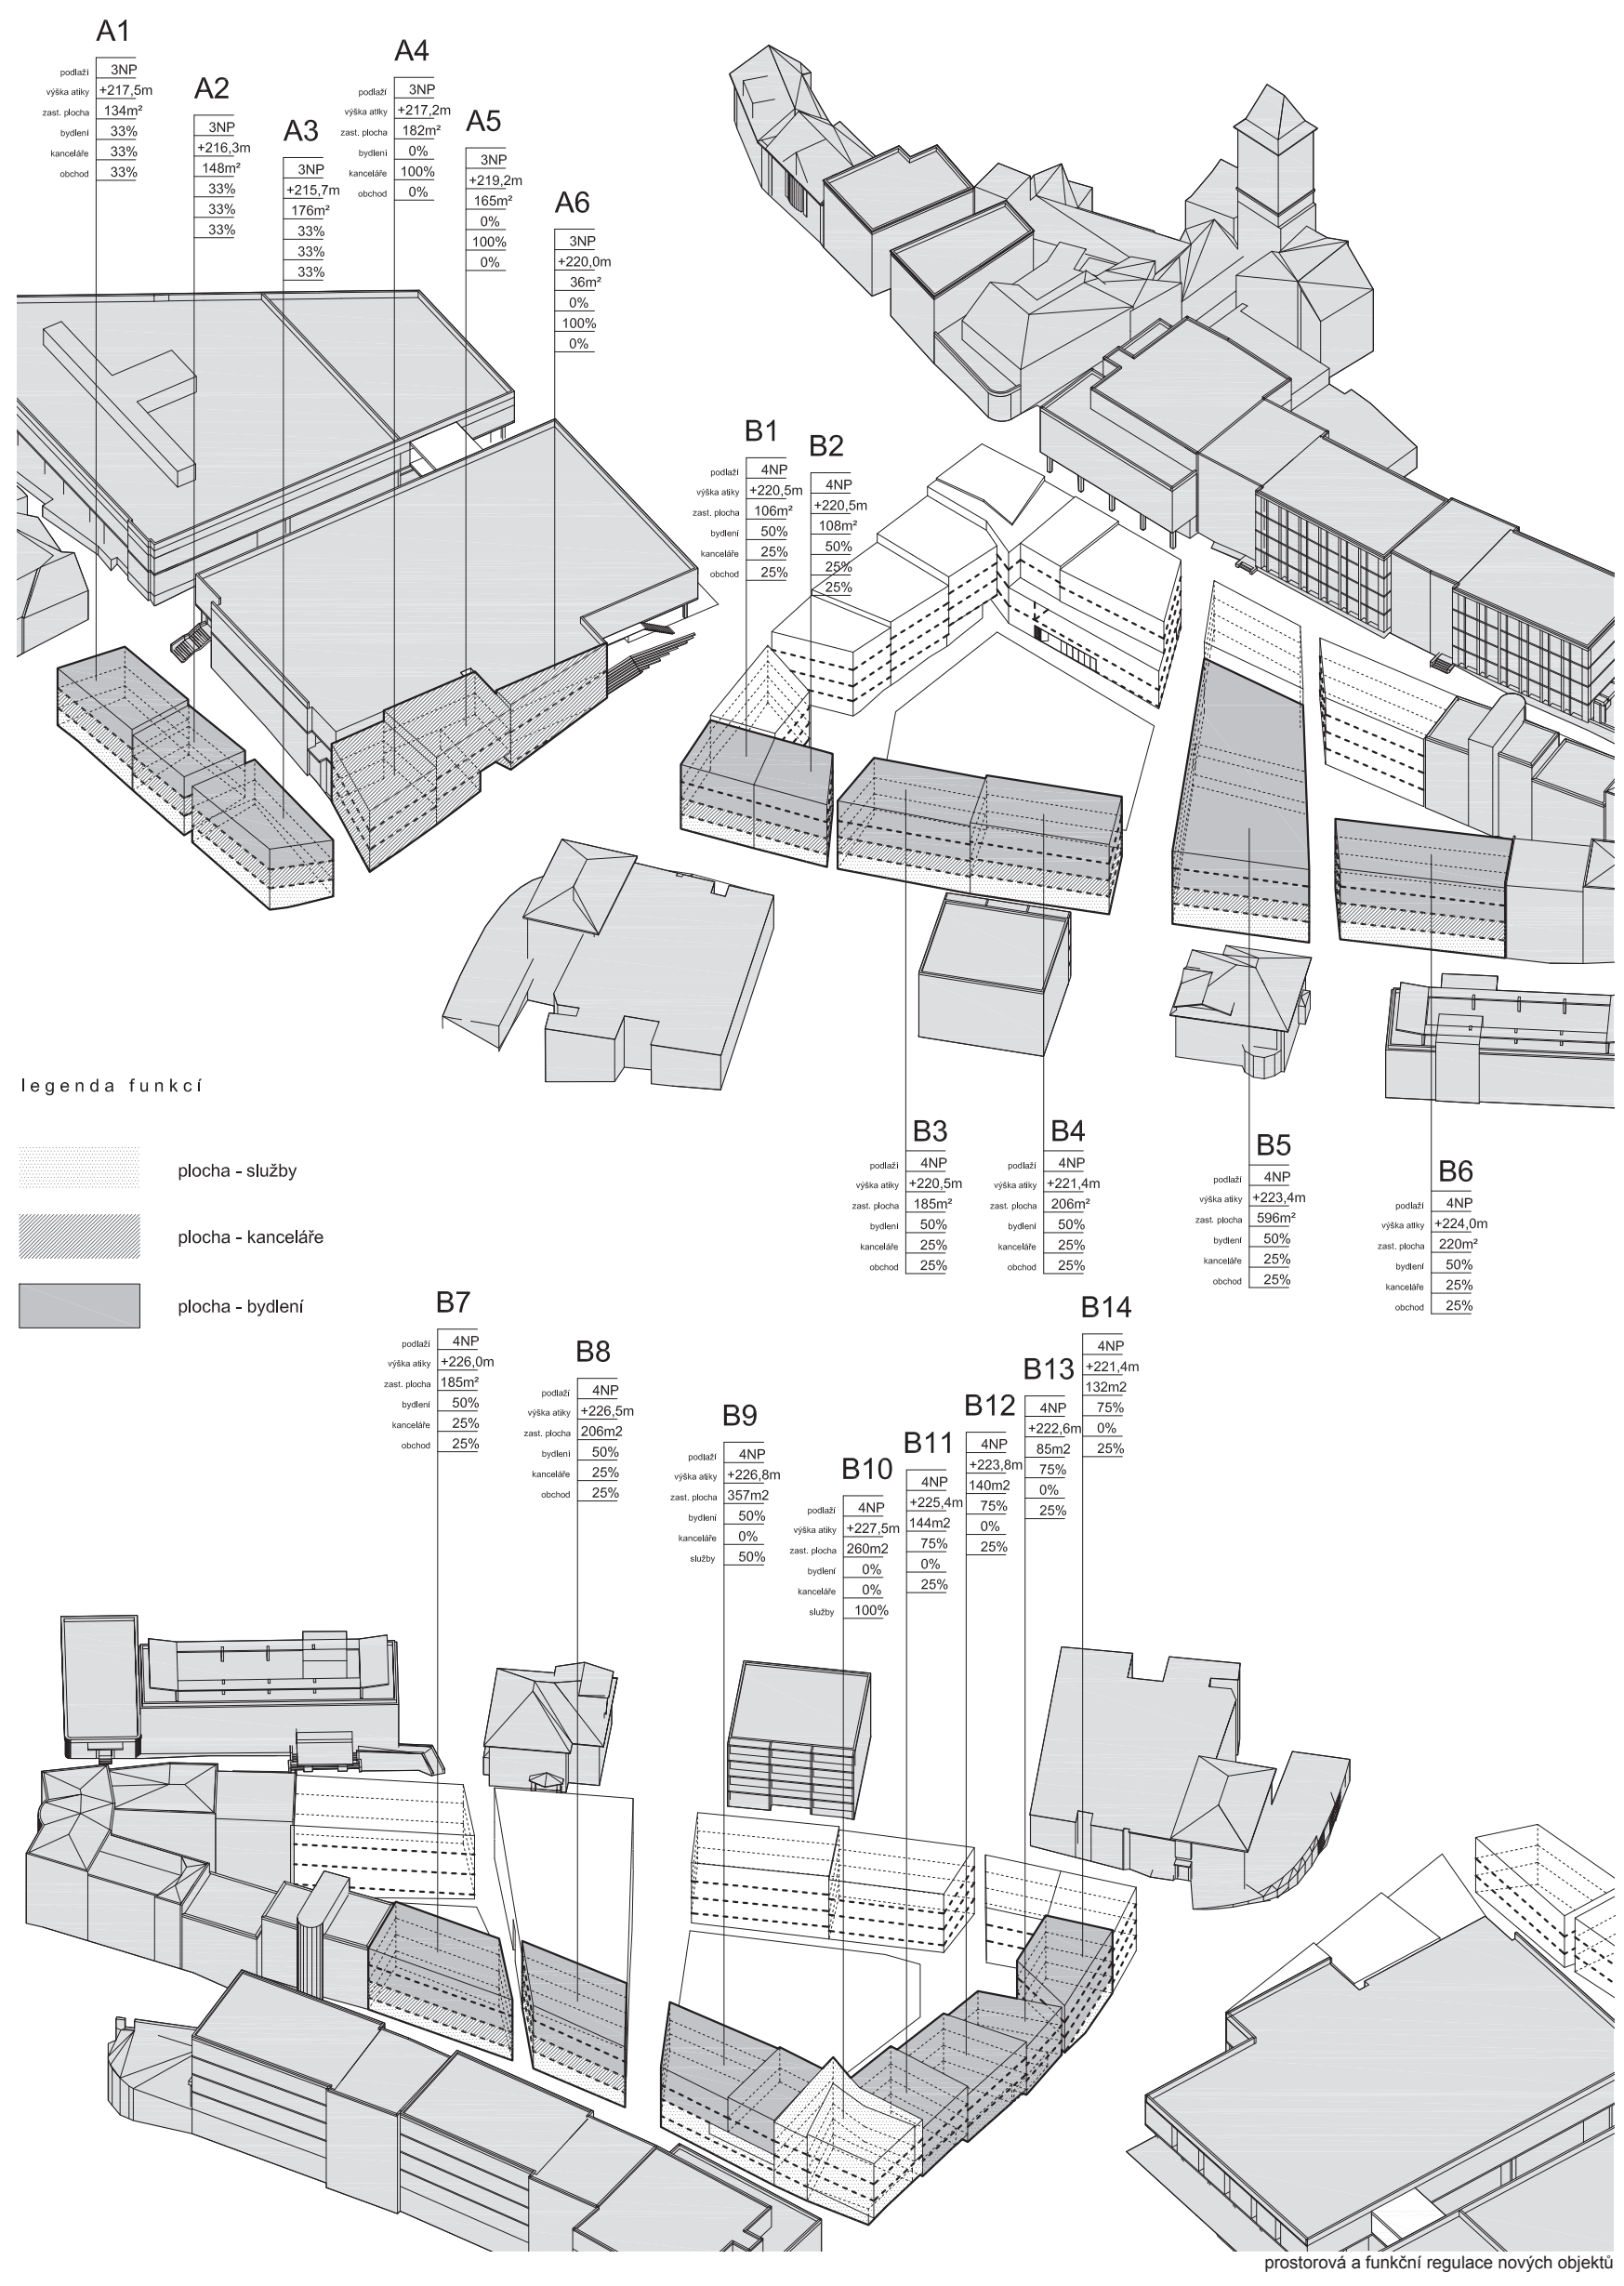 A1
podlaží 3NP
výška atiky +217,5m
zast. plocha 134m²
bydlení 33%
kanceláře 33%
obchod 33%
A2
3NP
+216,3m
148m²
33%
33%
33%
A3
3NP
+215,7m
176m²
33%
33%
33%
A4
podlaží 3NP
výška atiky +217,2m
zast. plocha 182m²
bydlení 0%
kanceláře 100%
obchod 0%
A5
3NP
+219,2m
165m²
0%
100%
0%
A6
3NP
+220,0m
36m²
0%
100%
0%
B1
podlaží 4NP
výška atiky +220,5m
zast. plocha 106m²
bydlení 50%
kanceláře 25%
obchod 25%
B2
4NP
+220,5m
108m²
50%
25%
25%
legenda funkcí
plocha - služby
plocha - kanceláře
plocha - bydlení
B3
podlaží 4NP
výška atiky +220,5m
zast. plocha 185m²
bydlení 50%
kanceláře 25%
obchod 25%
B4
podlaží 4NP
výška atiky +221,4m
zast. plocha 206m²
bydlení 50%
kanceláře 25%
obchod 25%
B5
podlaží 4NP
výška atiky +223,4m
zast. plocha 596m²
bydlení 50%
kanceláře 25%
obchod 25%
B6
podlaží 4NP
výška atiky +224,0m
zast. plocha 220m²
bydlení 50%
kanceláře 25%
obchod 25%
B7
podlaží 4NP
výška atiky +226,0m
zast. plocha 185m²
bydlení 50%
kanceláře 25%
obchod 25%
B8
podlaží 4NP
výška atiky +226,5m
zast. plocha 206m2
bydlení 50%
kanceláře 25%
obchod 25%
B9
podlaží 4NP
výška atiky +226,8m
zast. plocha 357m2
bydlení 50%
kanceláře 0%
služby 50%
B10
podlaží 4NP
výška atiky +227,5m
zast. plocha 260m2
bydlení 0%
kanceláře 0%
služby 100%
B11
4NP
+225,4m
144m2
75%
0%
25%
B12
4NP
+223,8m
140m2
75%
0%
25%
B13
4NP
+222,6m
85m2
75%
0%
25%
B14
4NP
+221,4m
132m2
75%
0%
25%
prostorová a funkční regulace nových objektů